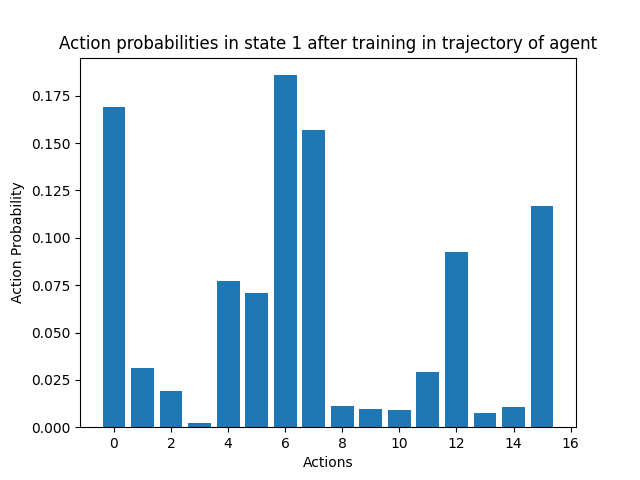 Action probabilities in state 1 after training in trajectory of agent
Action Probability
0.175
0.150
0.125
0.100
0.075
0.050
0.025
0.000
0 2 4 6 8 10 12 14 16
Actions